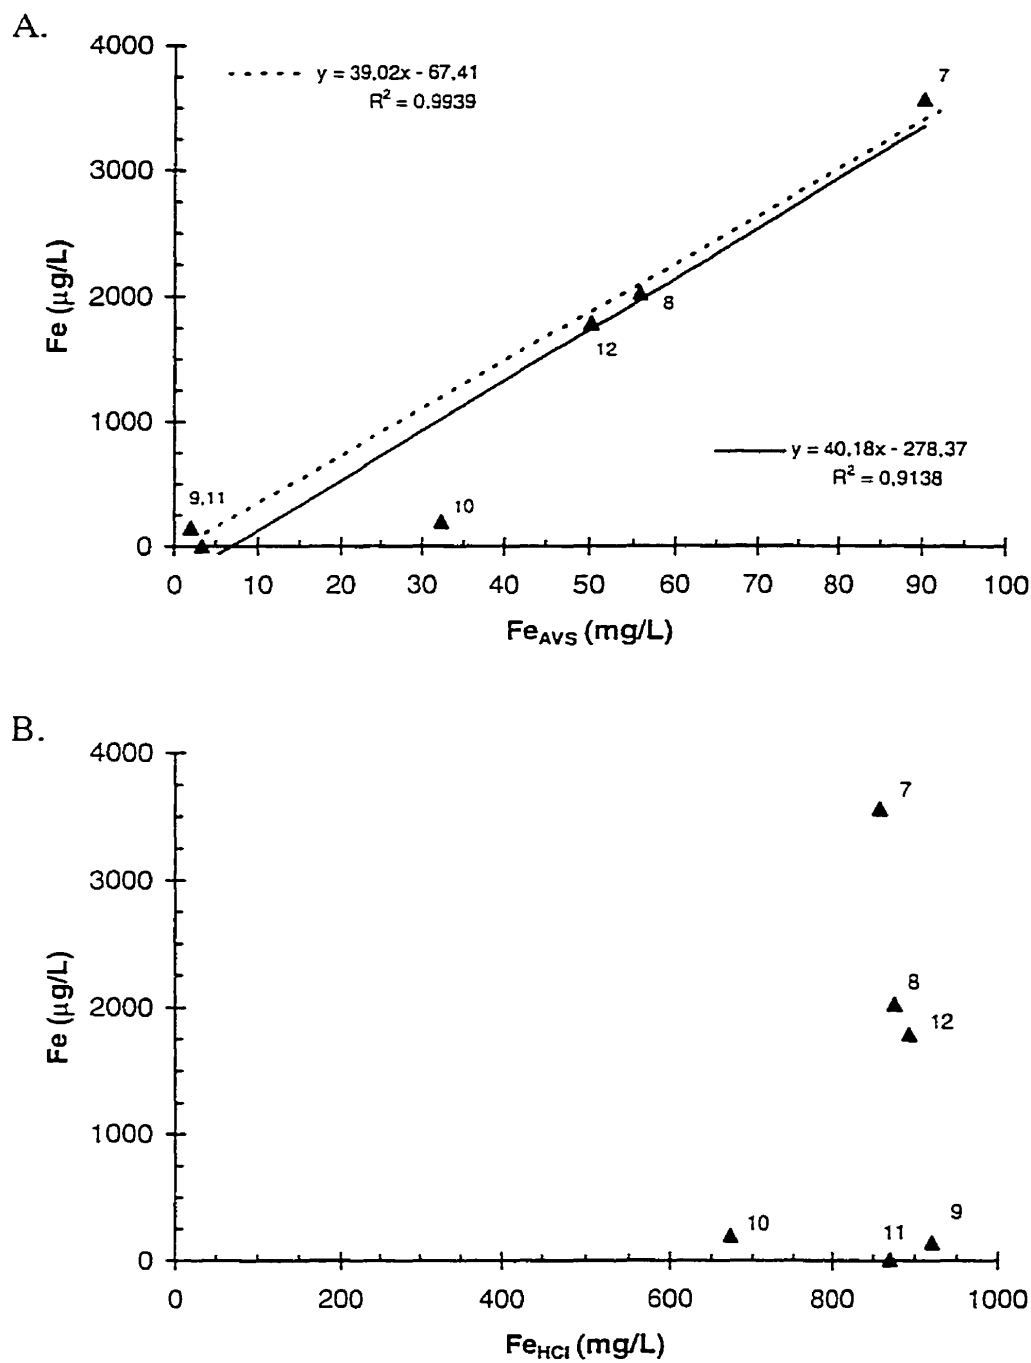 A.
4000
y = 39.02x - 67.41
R² = 0.9939
7
3000
Fe (µg/L)
2000
8
12
1000
y = 40.18x - 278.37
R² = 0.9138
9,11
10
0
0 10 20 30 40 50 60 70 80 90 100
Fe_AVS (mg/L)
B.
4000
7
3000
Fe (µg/L)
8
2000
12
1000
10
11
9
0
0 200 400 600 800 1000
Fe_HCl (mg/L)